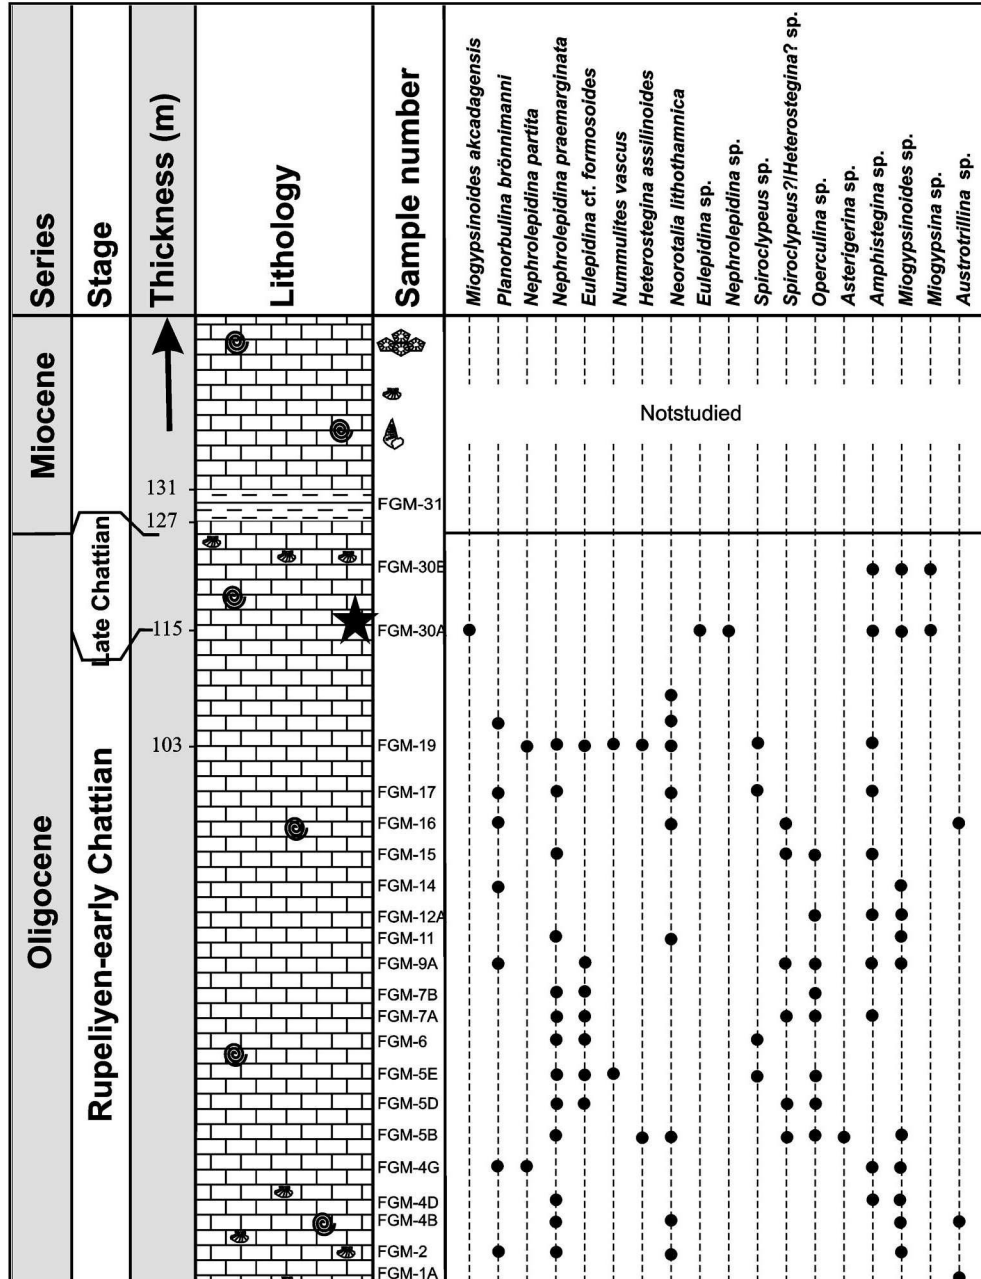 Series
Stage
Thickness (m)
Lithology
Sample number
Miogypsinoides akcadagensis
Planorbulina brönnimanni
Nephrolepidina partita
Nephrolepidina praemarginata
Eulepidina cf. formosoides
Nummulites vascus
Heterostegina assilinoides
Neorotalia lithothamnica
Eulepidina sp.
Nephrolepidina sp.
Spiroclypeus sp.
Spiroclypeus?/Heterostegina? sp.
Operculina sp.
Asterigerina sp.
Amphistegina sp.
Miogypsinoides sp.
Miogypsina sp.
Austrotrillina sp.
Miocene
Notstudied
131
FGM-31
127
Oligocene
Late Chattian
FGM-30B
115
FGM-30A
Rupeliyen-early Chattian
103
FGM-19
FGM-17
FGM-16
FGM-15
FGM-14
FGM-12A
FGM-11
FGM-9A
FGM-7B
FGM-7A
FGM-6
FGM-5E
FGM-5D
FGM-5B
FGM-4G
FGM-4D
FGM-4B
FGM-2
FGM-1A